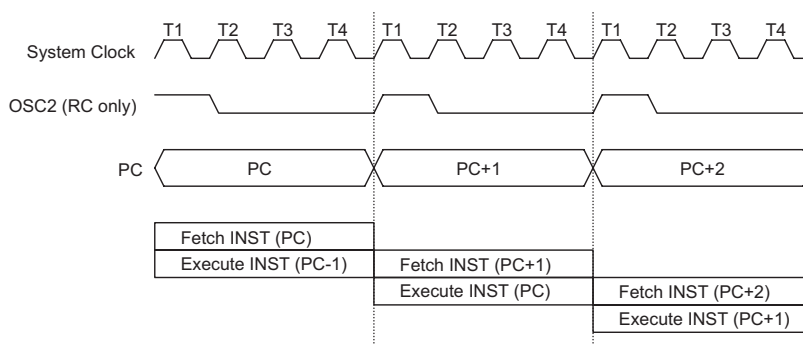 T1 T2 T3 T4 T1 T2 T3 T4 T1 T2 T3 T4
System Clock
OSC2 (RC only)
PC PC PC+1 PC+2
Fetch INST (PC)
Execute INST (PC-1) Fetch INST (PC+1)
Execute INST (PC) Fetch INST (PC+2)
Execute INST (PC+1)